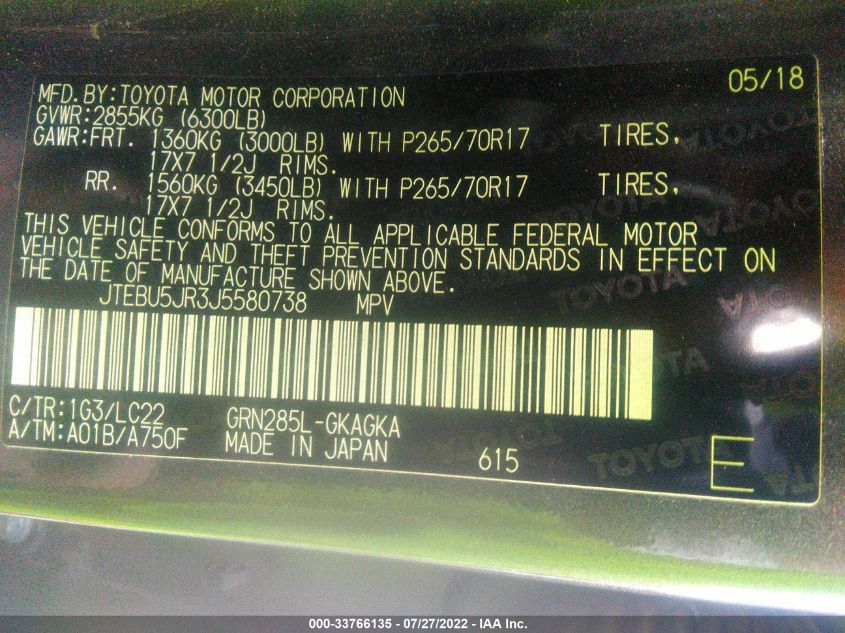 05/18
MFD.BY:TOYOTA MOTOR CORPORATION
GVWR:2855KG (6300LB)
GAWR:FRT. 1360KG (3000LB) WITH P265/70R17 TIRES,
17X7 1/2J RIMS.
RR. 1560KG (3450LB) WITH P265/70R17 TIRES,
17X7 1/2J RIMS.
THIS VEHICLE CONFORMS TO ALL APPLICABLE FEDERAL MOTOR
VEHICLE SAFETY AND THEFT PREVENTION STANDARDS IN EFFECT ON
THE DATE OF MANUFACTURE SHOWN ABOVE.
JTEBU5JR3J5580738 MPV
C/TR:1G3/LC22 GRN285L-GKAGKA
A/TM:A01B/A750F MADE IN JAPAN 615 E
TOYOTA
TOYOTA
TOYOTA
TOYOTA
000-33766135 - 07/27/2022 - IAA Inc.